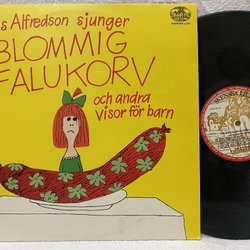 s Alfredson sjunger
BLOMMIG
FALUKORV
och andra
visor för barn